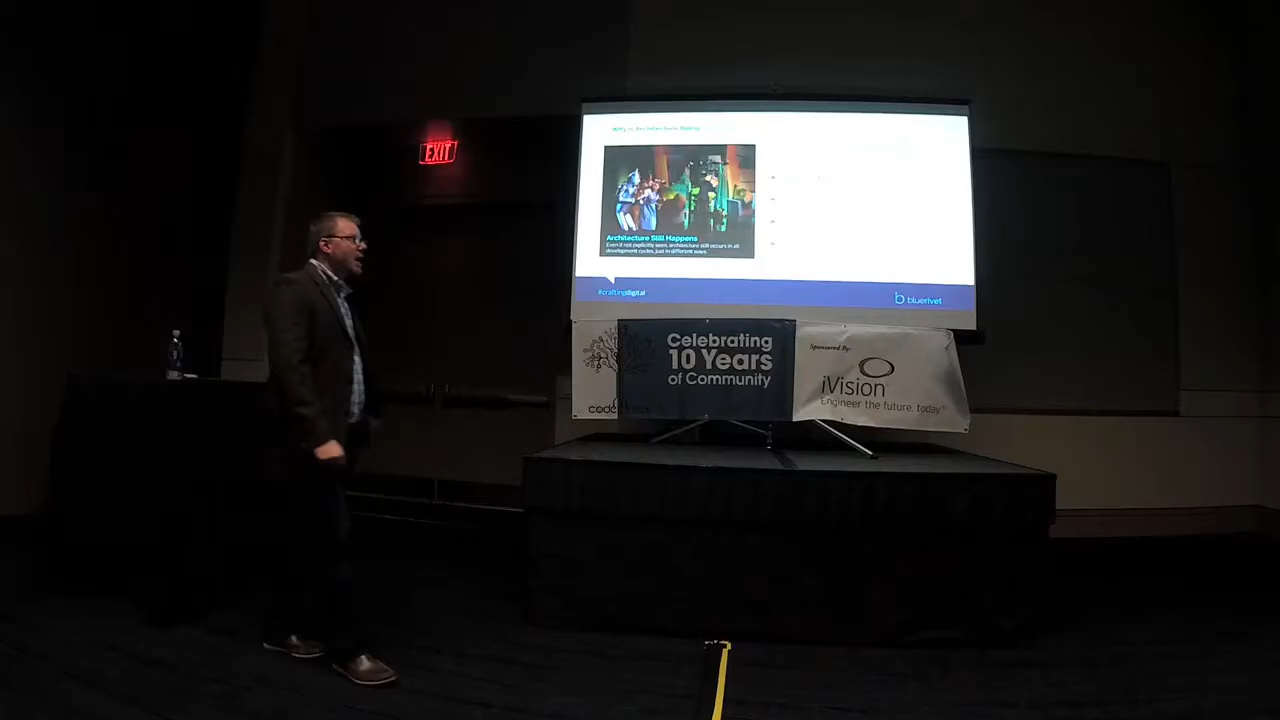 EXIT
Architecture Still Happens
Even if not explicitly seen, architecture still occurs in all
development cycles, just in different ways.
#craftingdigital
bluerivet
Celebrating
10 Years
of Community
Sponsored By:
iVision
Engineer the future, today.